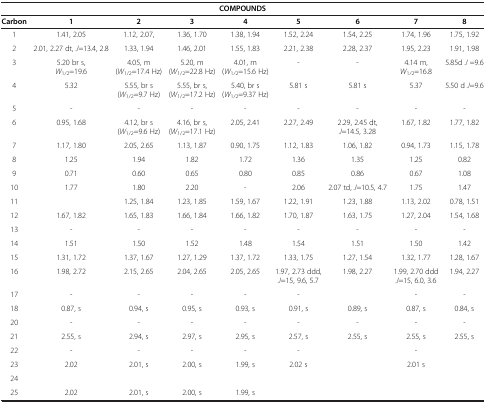 COMPOUNDS
Carbon 1 2 3 4 5 6 7 8
1 1.41, 2.05 1.12, 2.07, 1.36, 1.70 1.38, 1.94 1.52, 2.24 1.54, 2.25 1.74, 1.96 1.75, 1.92
2 2.01, 2.27 dt, J=13.4, 2.8 1.33, 1.94 1.46, 2.01 1.55, 1.83 2.21, 2.38 2.28, 2.37 1.95, 2.23 1.91, 1.98
3 5.20 br s, W1/2=19.6 4.05, m (W1/2=17.4 Hz) 5.20, m (W1/2=22.8 Hz) 4.01, m (W1/2=15.6 Hz) - - 4.14 m, W1/2=16.8 5.85d J =9.6
4 5.32 5.55, br s (W1/2=9.7 Hz) 5.55, br s, (W1/2=17.2 Hz) 5.40, br s (W1/2=9.37 Hz) 5.81 s 5.81 s 5.37 5.50 d J=9.6
5 - - - - - - - -
6 0.95, 1.68 4.12, br s (W1/2=9.6 Hz) 4.16, br s, (W1/2=17.1 Hz) 2.05, 2.41 2.27, 2.49 2.29, 2.45 dt, J=14.5, 3.28 1.67, 1.82 1.77, 1.82
7 1.17, 1.80 2.05, 2.65 1.13, 1.87 0.90, 1.75 1.12, 1.83 1.06, 1.82 0.94, 1.73 1.15, 1.78
8 1.25 1.94 1.82 1.72 1.36 1.35 1.25 0.82
9 0.71 0.60 0.65 0.80 0.85 0.86 0.67 1.08
10 1.77 1.80 2.20 - 2.06 2.07 td, J=10.5, 4.7 1.75 1.47
11 1.25, 1.84 1.23, 1.85 1.59, 1.67 1.22, 1.91 1.23, 1.88 1.13, 2.02 0.78, 1.51
12 1.67, 1.82 1.65, 1.83 1.66, 1.84 1.66, 1.82 1.70, 1.87 1.63, 1.75 1.27, 2.04 1.54, 1.68
13 - - - - - - - -
14 1.51 1.50 1.52 1.48 1.54 1.51 1.50 1.42
15 1.31, 1.72 1.37, 1.67 1.27, 1.29 1.37, 1.72 1.33, 1.75 1.27, 1.54 1.32, 1.77 1.28, 1.67
16 1.98, 2.72 2.15, 2.65 2.04, 2.65 2.05, 2.65 1.97, 2.73 ddd, J=15, 9.6, 5.7 1.98, 2.27 1.99, 2.70 ddd J=15, 6.0, 3.6 1.94, 2.27
17 - - - - - - -
18 0.87, s 0.94, s 0.95, s 0.93, s 0.91, s 0.89, s 0.87, s 0.84, s
20 - - - - - - - -
21 2.55, s 2.94, s 2.97, s 2.95, s 2.57, s 2.55, s 2.55, s 2.55, s
22 - - - - - -
23 2.02 2.01, s 2.00, s 1.99, s 2.02 s 2.01 s
24
25 2.02 2.01, s 2.00, s 1.99, s